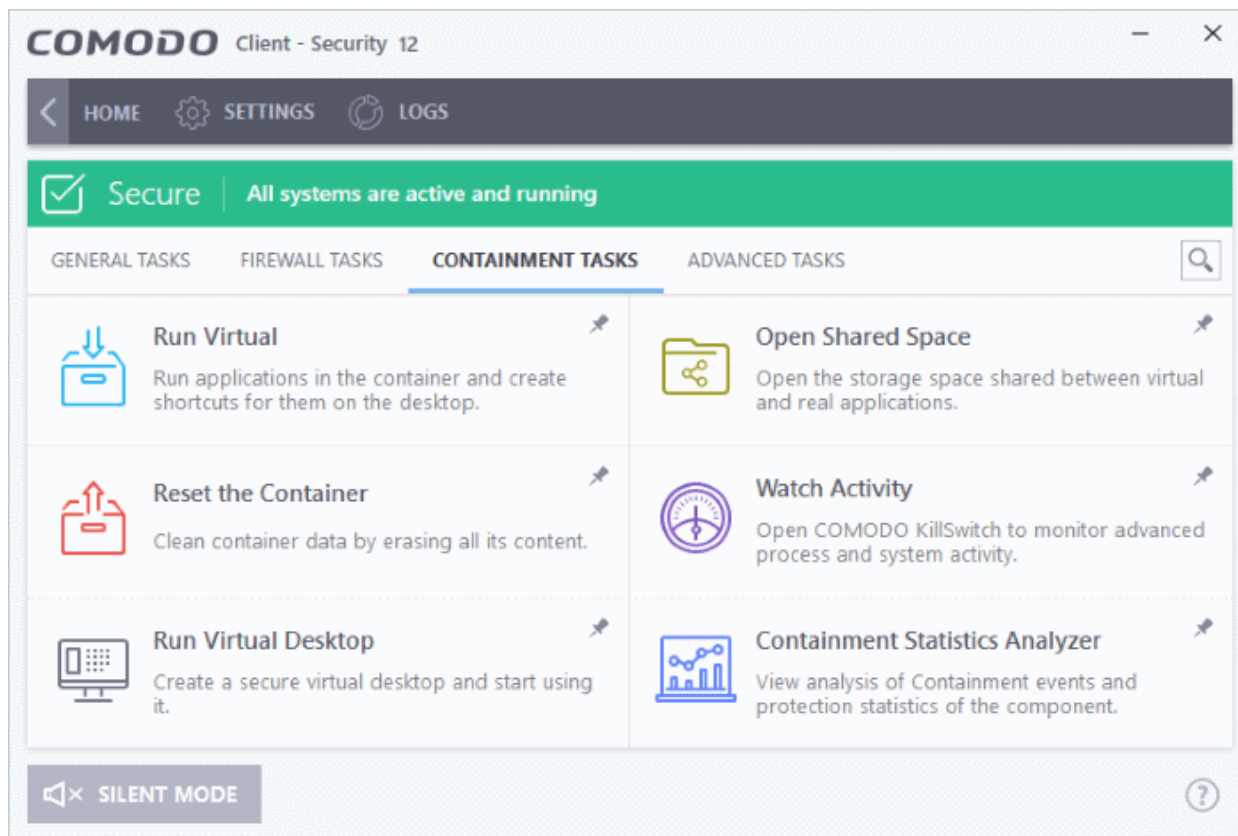 COMODO Client - Security 12
HOME SETTINGS LOGS
Secure All systems are active and running
GENERAL TASKS FIREWALL TASKS CONTAINMENT TASKS ADVANCED TASKS
Run Virtual
Run applications in the container and create
shortcuts for them on the desktop.
Open Shared Space
Open the storage space shared between virtual
and real applications.
Reset the Container
Clean container data by erasing all its content.
Watch Activity
Open COMODO KillSwitch to monitor advanced
process and system activity.
Run Virtual Desktop
Create a secure virtual desktop and start using
it.
Containment Statistics Analyzer
View analysis of Containment events and
protection statistics of the component.
SILENT MODE
?